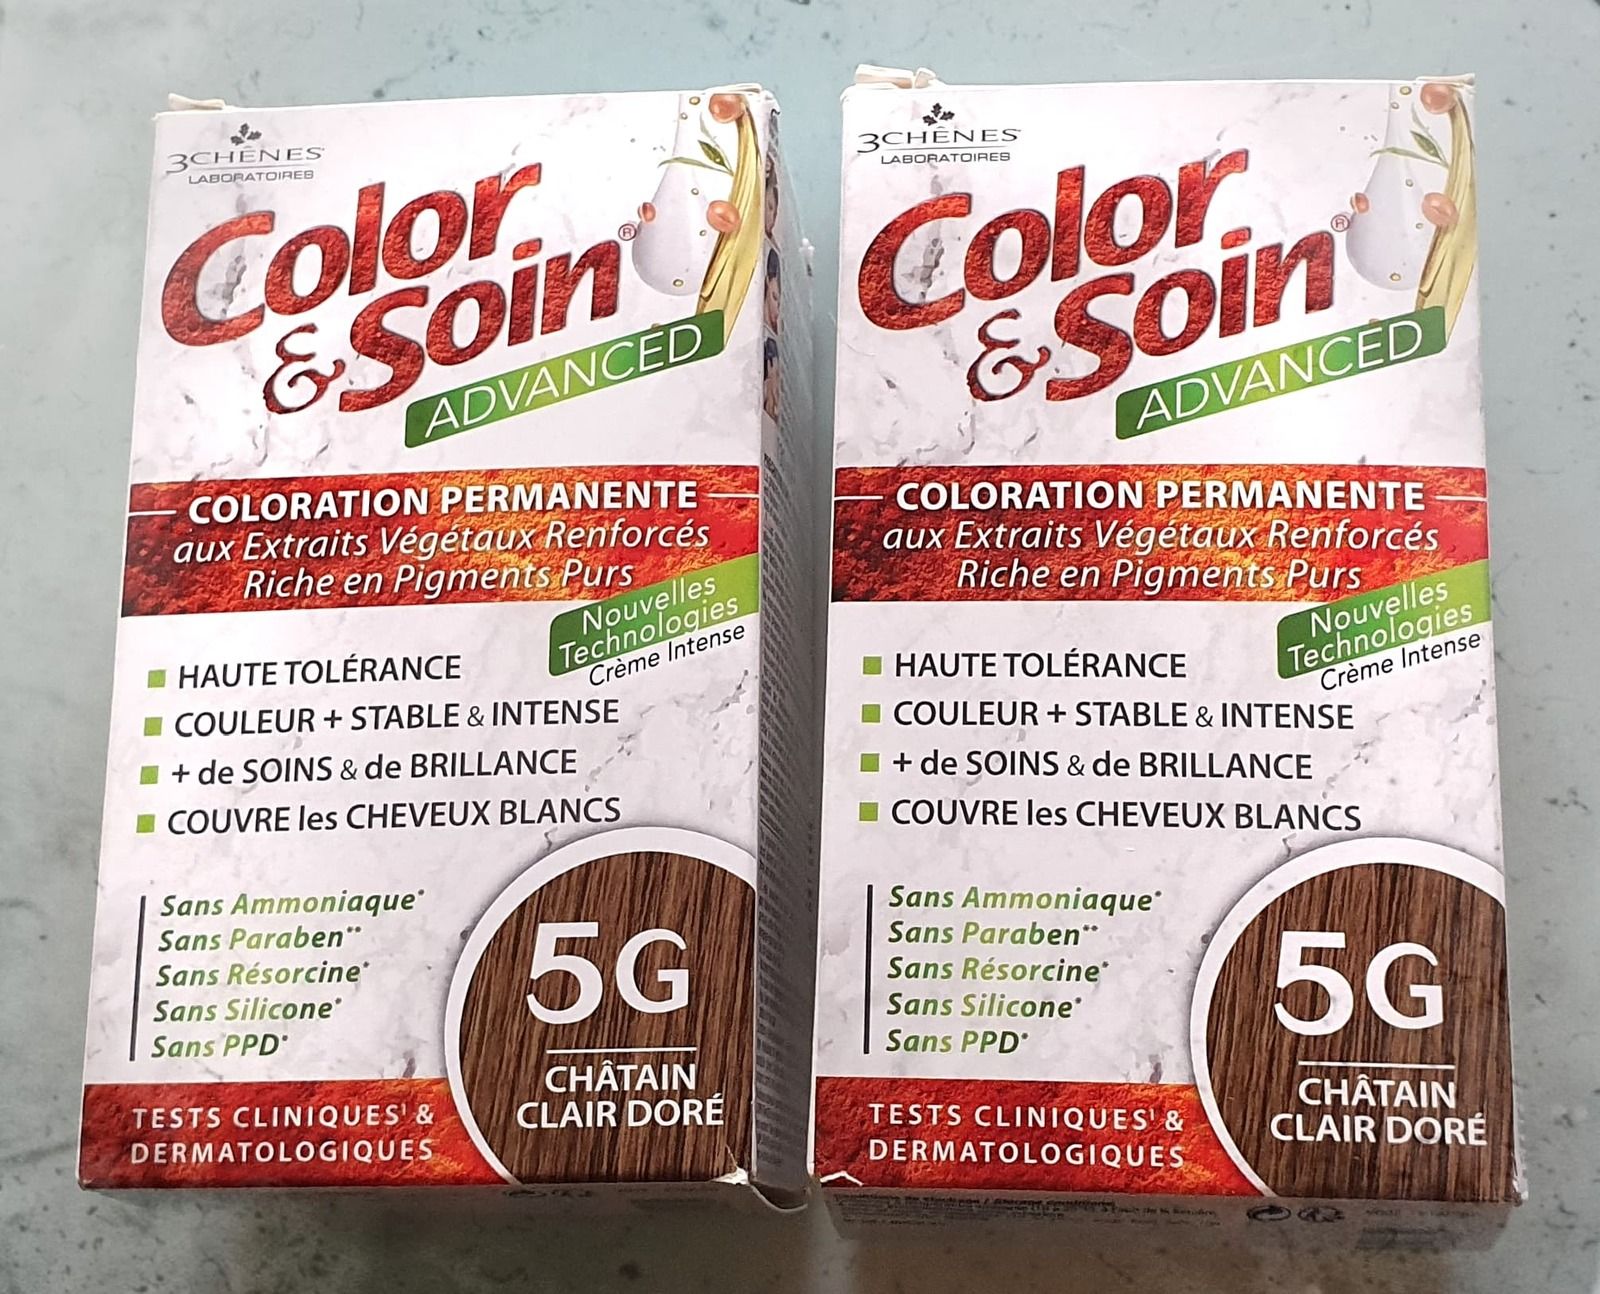 3CHÊNES
LABORATOIRES
Color
& Soin®
ADVANCED
COLORATION PERMANENTE
aux Extraits Végétaux Renforcés
Riche en Pigments Purs
Nouvelles
Technologies
Crème Intense
HAUTE TOLÉRANCE
COULEUR + STABLE & INTENSE
+ de SOINS & de BRILLANCE
COUVRE les CHEVEUX BLANCS
Sans Ammoniaque*
Sans Paraben**
Sans Résorcine*
Sans Silicone*
Sans PPD*
5G
CHÂTAIN
CLAIR DORÉ
TESTS CLINIQUES¹ &
DERMATOLOGIQUES
3CHÊNES
LABORATOIRES
Color
& Soin®
ADVANCED
COLORATION PERMANENTE
aux Extraits Végétaux Renforcés
Riche en Pigments Purs
Nouvelles
Technologies
Crème Intense
HAUTE TOLÉRANCE
COULEUR + STABLE & INTENSE
+ de SOINS & de BRILLANCE
COUVRE les CHEVEUX BLANCS
Sans Ammoniaque*
Sans Paraben**
Sans Résorcine*
Sans Silicone*
Sans PPD*
5G
CHÂTAIN
CLAIR DORÉ
TESTS CLINIQUES¹ &
DERMATOLOGIQUES